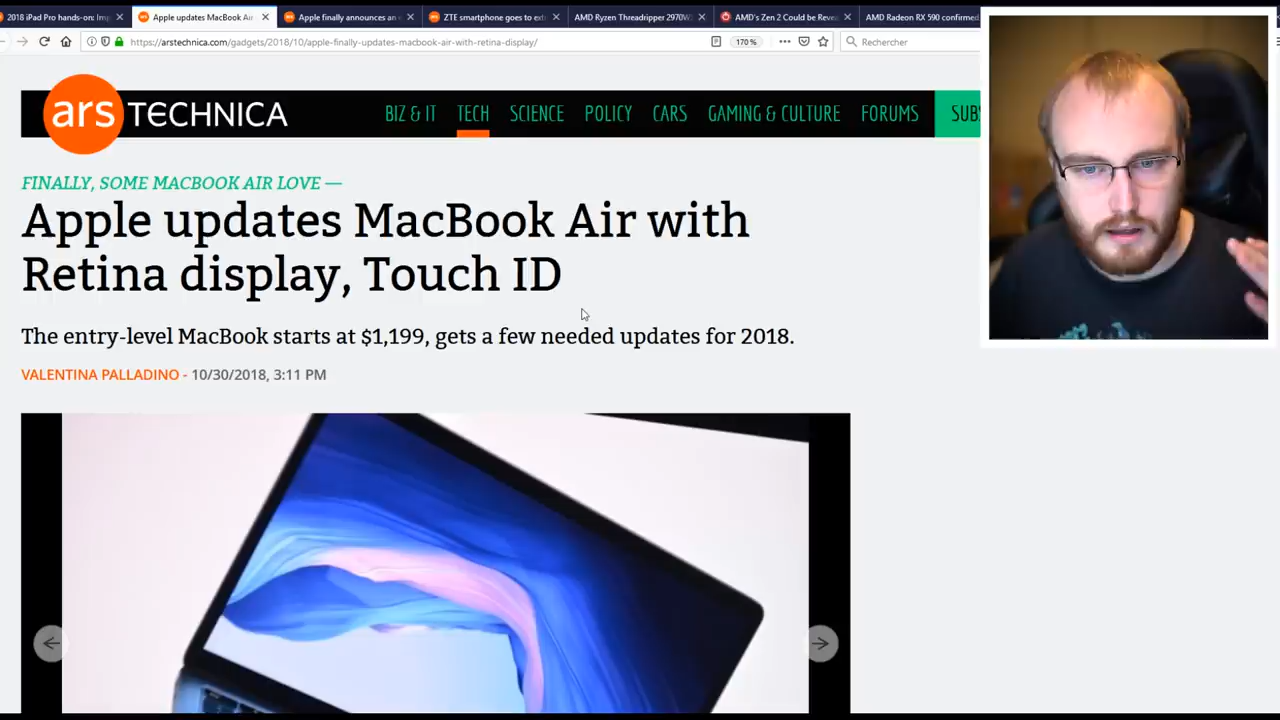 2018 iPad Pro hands-on: Im
Apple updates MacBook Air
Apple finally announces an
ZTE smartphone goes to ext
AMD Ryzen Threadripper 2970W
AMD's Zen 2 Could be Reve
AMD Radeon RX 590 confirmed
https://arstechnica.com/gadgets/2018/10/apple-finally-updates-macbook-air-with-retina-display/
170 %
Rechercher
ars TECHNICA
BIZ & IT
TECH
SCIENCE
POLICY
CARS
GAMING & CULTURE
FORUMS
SUBS
FINALLY, SOME MACBOOK AIR LOVE —
Apple updates MacBook Air with
Retina display, Touch ID
The entry-level MacBook starts at $1,199, gets a few needed updates for 2018.
VALENTINA PALLADINO - 10/30/2018, 3:11 PM